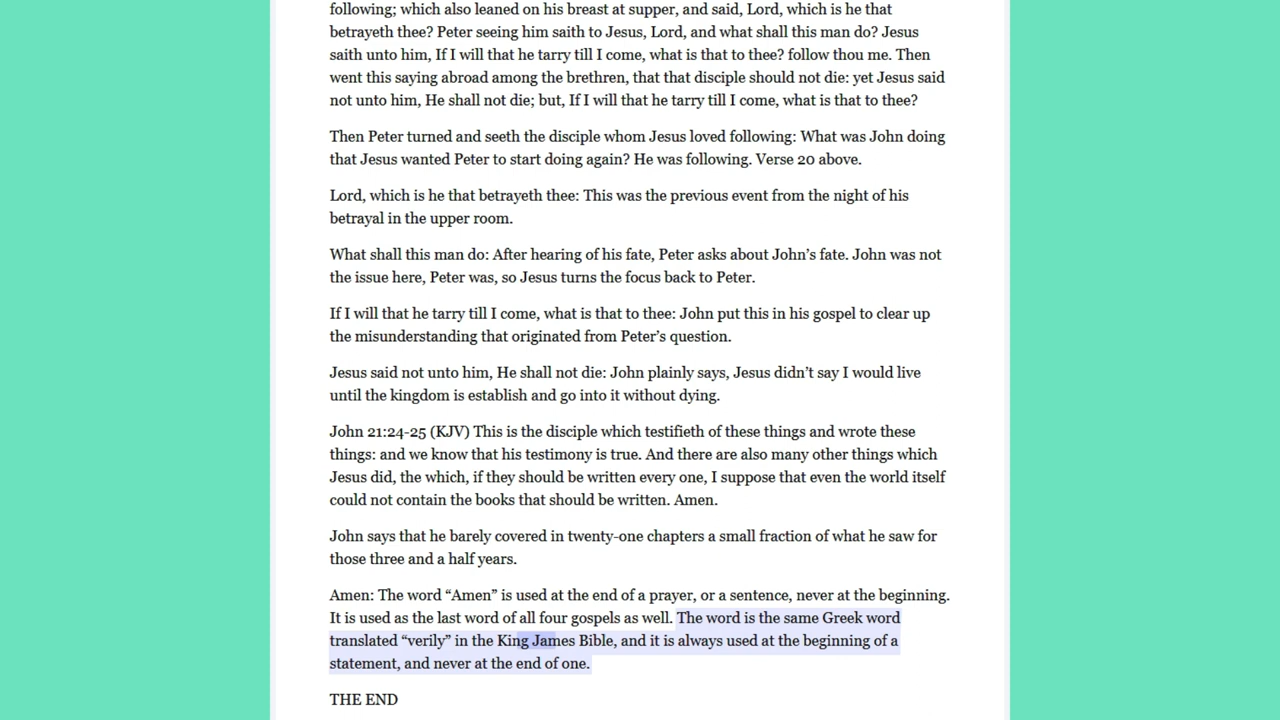 following; which also leaned on his breast at supper, and said, Lord, which is he that
betrayeth thee? Peter seeing him saith to Jesus, Lord, and what shall this man do? Jesus
saith unto him, If I will that he tarry till I come, what is that to thee? follow thou me. Then
went this saying abroad among the brethren, that that disciple should not die: yet Jesus said
not unto him, He shall not die; but, If I will that he tarry till I come, what is that to thee?
Then Peter turned and seeth the disciple whom Jesus loved following: What was John doing
that Jesus wanted Peter to start doing again? He was following. Verse 20 above.
Lord, which is he that betrayeth thee: This was the previous event from the night of his
betrayal in the upper room.
What shall this man do: After hearing of his fate, Peter asks about John’s fate. John was not
the issue here, Peter was, so Jesus turns the focus back to Peter.
If I will that he tarry till I come, what is that to thee: John put this in his gospel to clear up
the misunderstanding that originated from Peter’s question.
Jesus said not unto him, He shall not die: John plainly says, Jesus didn’t say I would live
until the kingdom is establish and go into it without dying.
John 21:24-25 (KJV) This is the disciple which testifieth of these things and wrote these
things: and we know that his testimony is true. And there are also many other things which
Jesus did, the which, if they should be written every one, I suppose that even the world itself
could not contain the books that should be written. Amen.
John says that he barely covered in twenty-one chapters a small fraction of what he saw for
those three and a half years.
Amen: The word “Amen” is used at the end of a prayer, or a sentence, never at the beginning.
It is used as the last word of all four gospels as well. The word is the same Greek word
translated “verily” in the King James Bible, and it is always used at the beginning of a
statement, and never at the end of one.
THE END